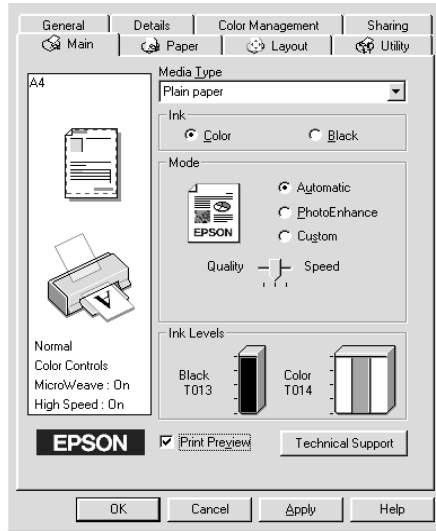 General Details Color Management Sharing
Main Paper Layout Utility
A4
Media Type
Plain paper
Ink
Color Black
Mode
EPSON
Automatic
PhotoEnhance
Custom
Quality Speed
A
Normal
Color Controls
MicroWeave : On
High Speed : On
Ink Levels
Black
T013
Color
T014
EPSON
Print Preview
Technical Support
OK Cancel Apply Help